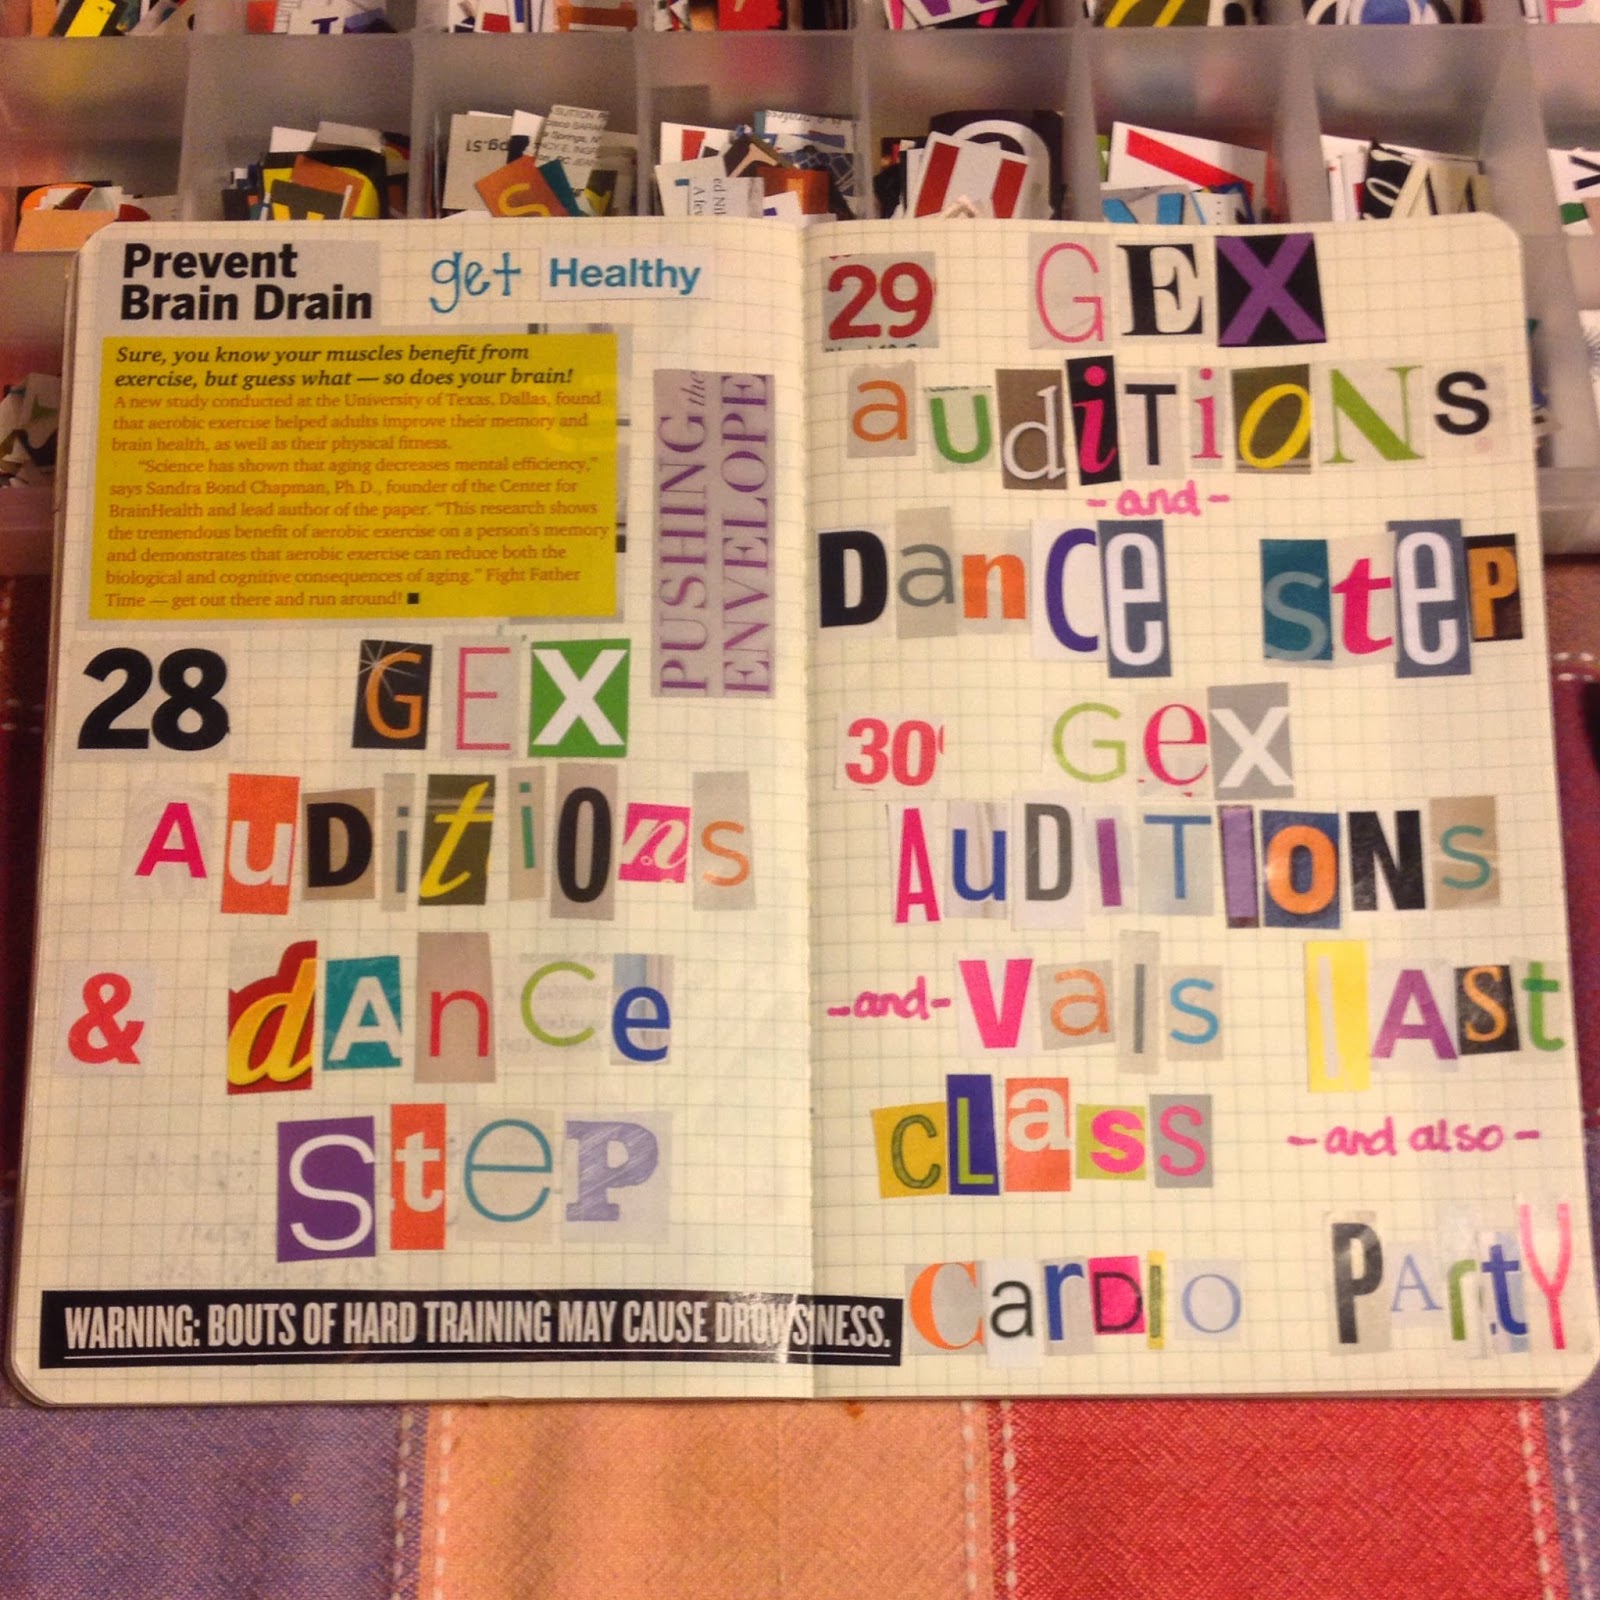 Prevent
Brain Drain
get Healthy
Sure, you know your muscles benefit from
exercise, but guess what — so does your brain!
A new study conducted at the University of Texas, Dallas, found
that aerobic exercise helped adults improve their memory and
brain health, as well as their physical fitness.
"Science has shown that aging decreases mental efficiency,"
says Sandra Bond Chapman, Ph.D., founder of the Center for
BrainHealth and lead author of the paper. "This research shows
the tremendous benefit of aerobic exercise on a person's memory
and demonstrates that aerobic exercise can reduce both the
biological and cognitive consequences of aging." Fight Father
Time — get out there and run around!
PUSHING the
ENVELOPE
28 GEX
AuDitiOns
& dAnCe
SteP
WARNING: BOUTS OF HARD TRAINING MAY CAUSE DROWSINESS.
29 GEX
auditiONS
-and-
Dance steP
30 Gex
AuDITIONS
-and- Vals lAst
cLass -and also-
CarDIO PArtY